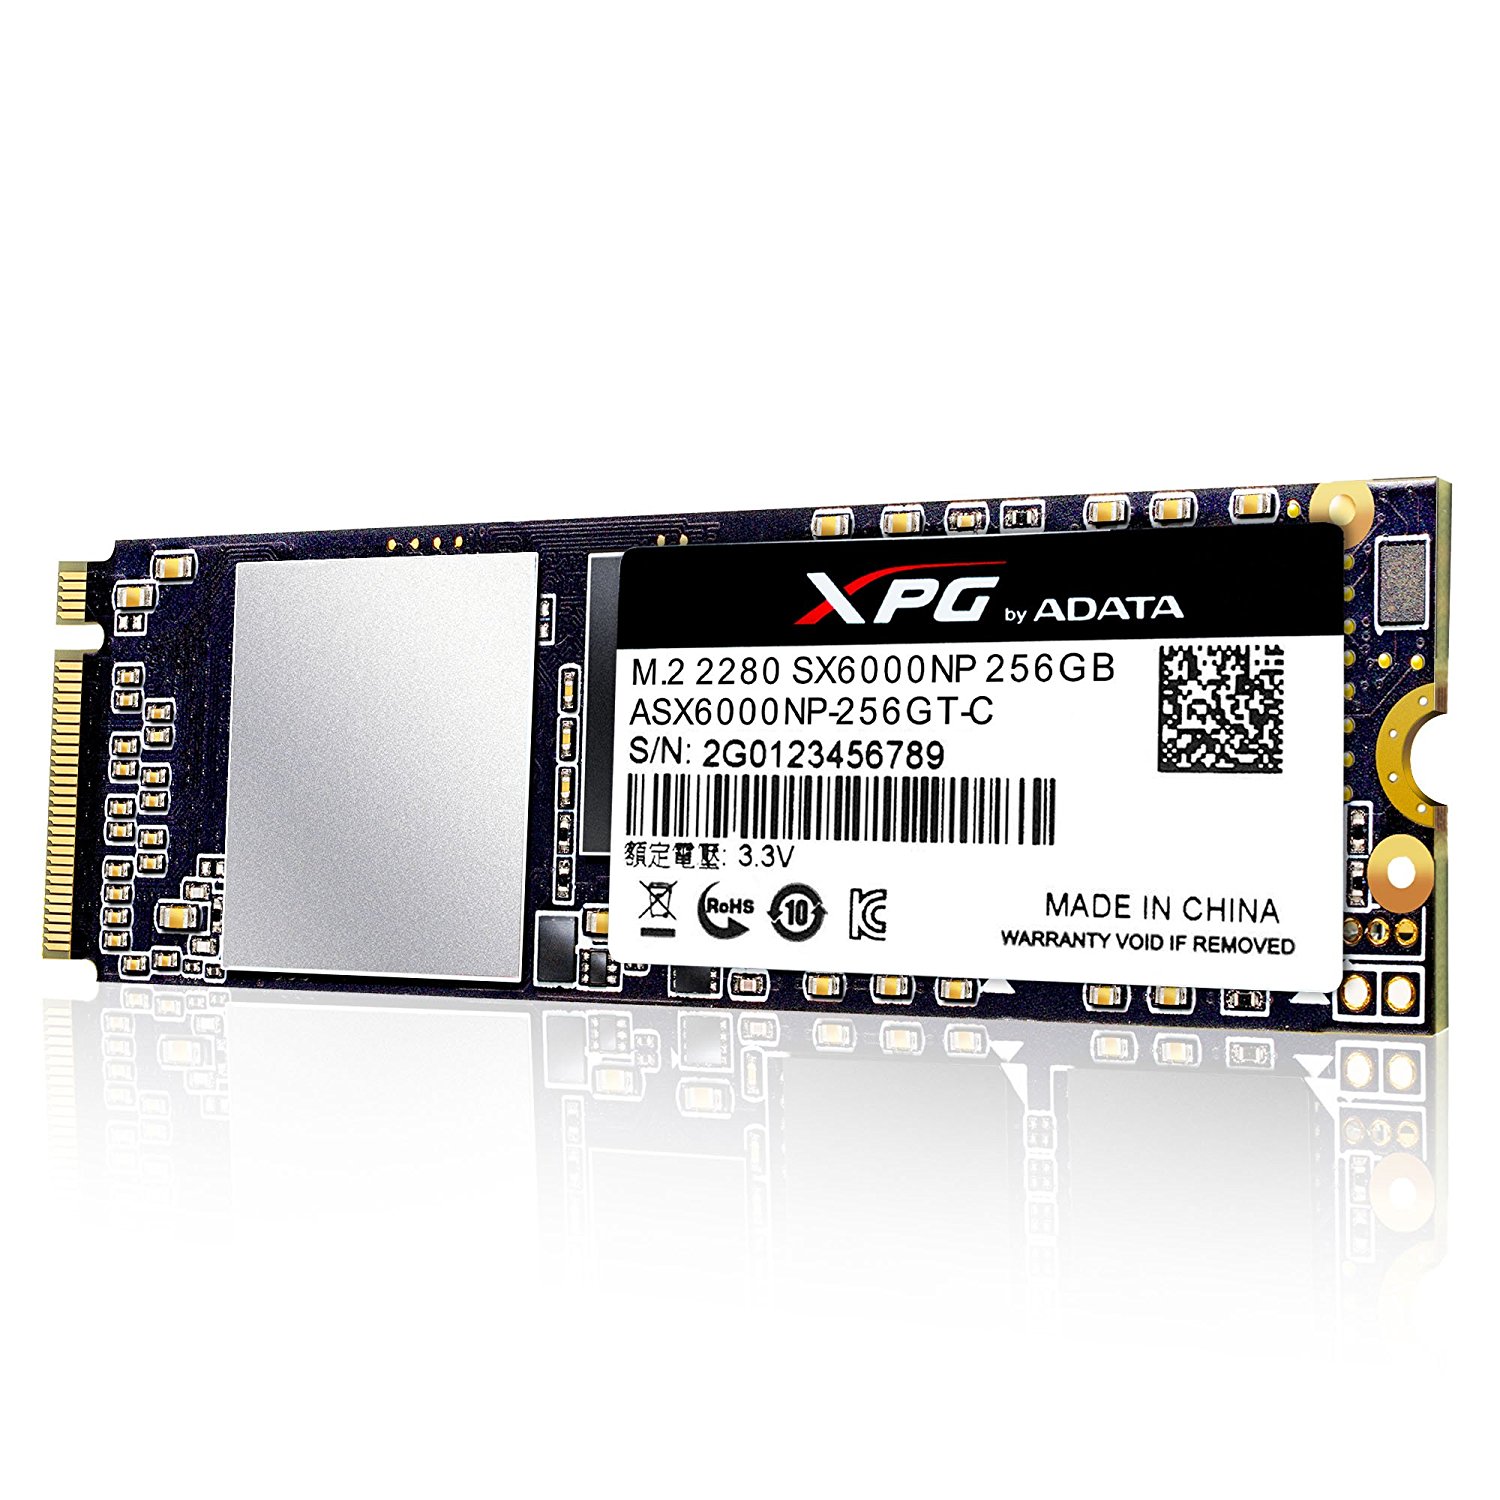 XPG by ADATA
M.2 2280 SX6000NP 256GB
ASX6000NP-256GT-C
S/N: 2G0123456789
額定電壓: 3.3V
RoHS
10
KC
MADE IN CHINA
WARRANTY VOID IF REMOVED